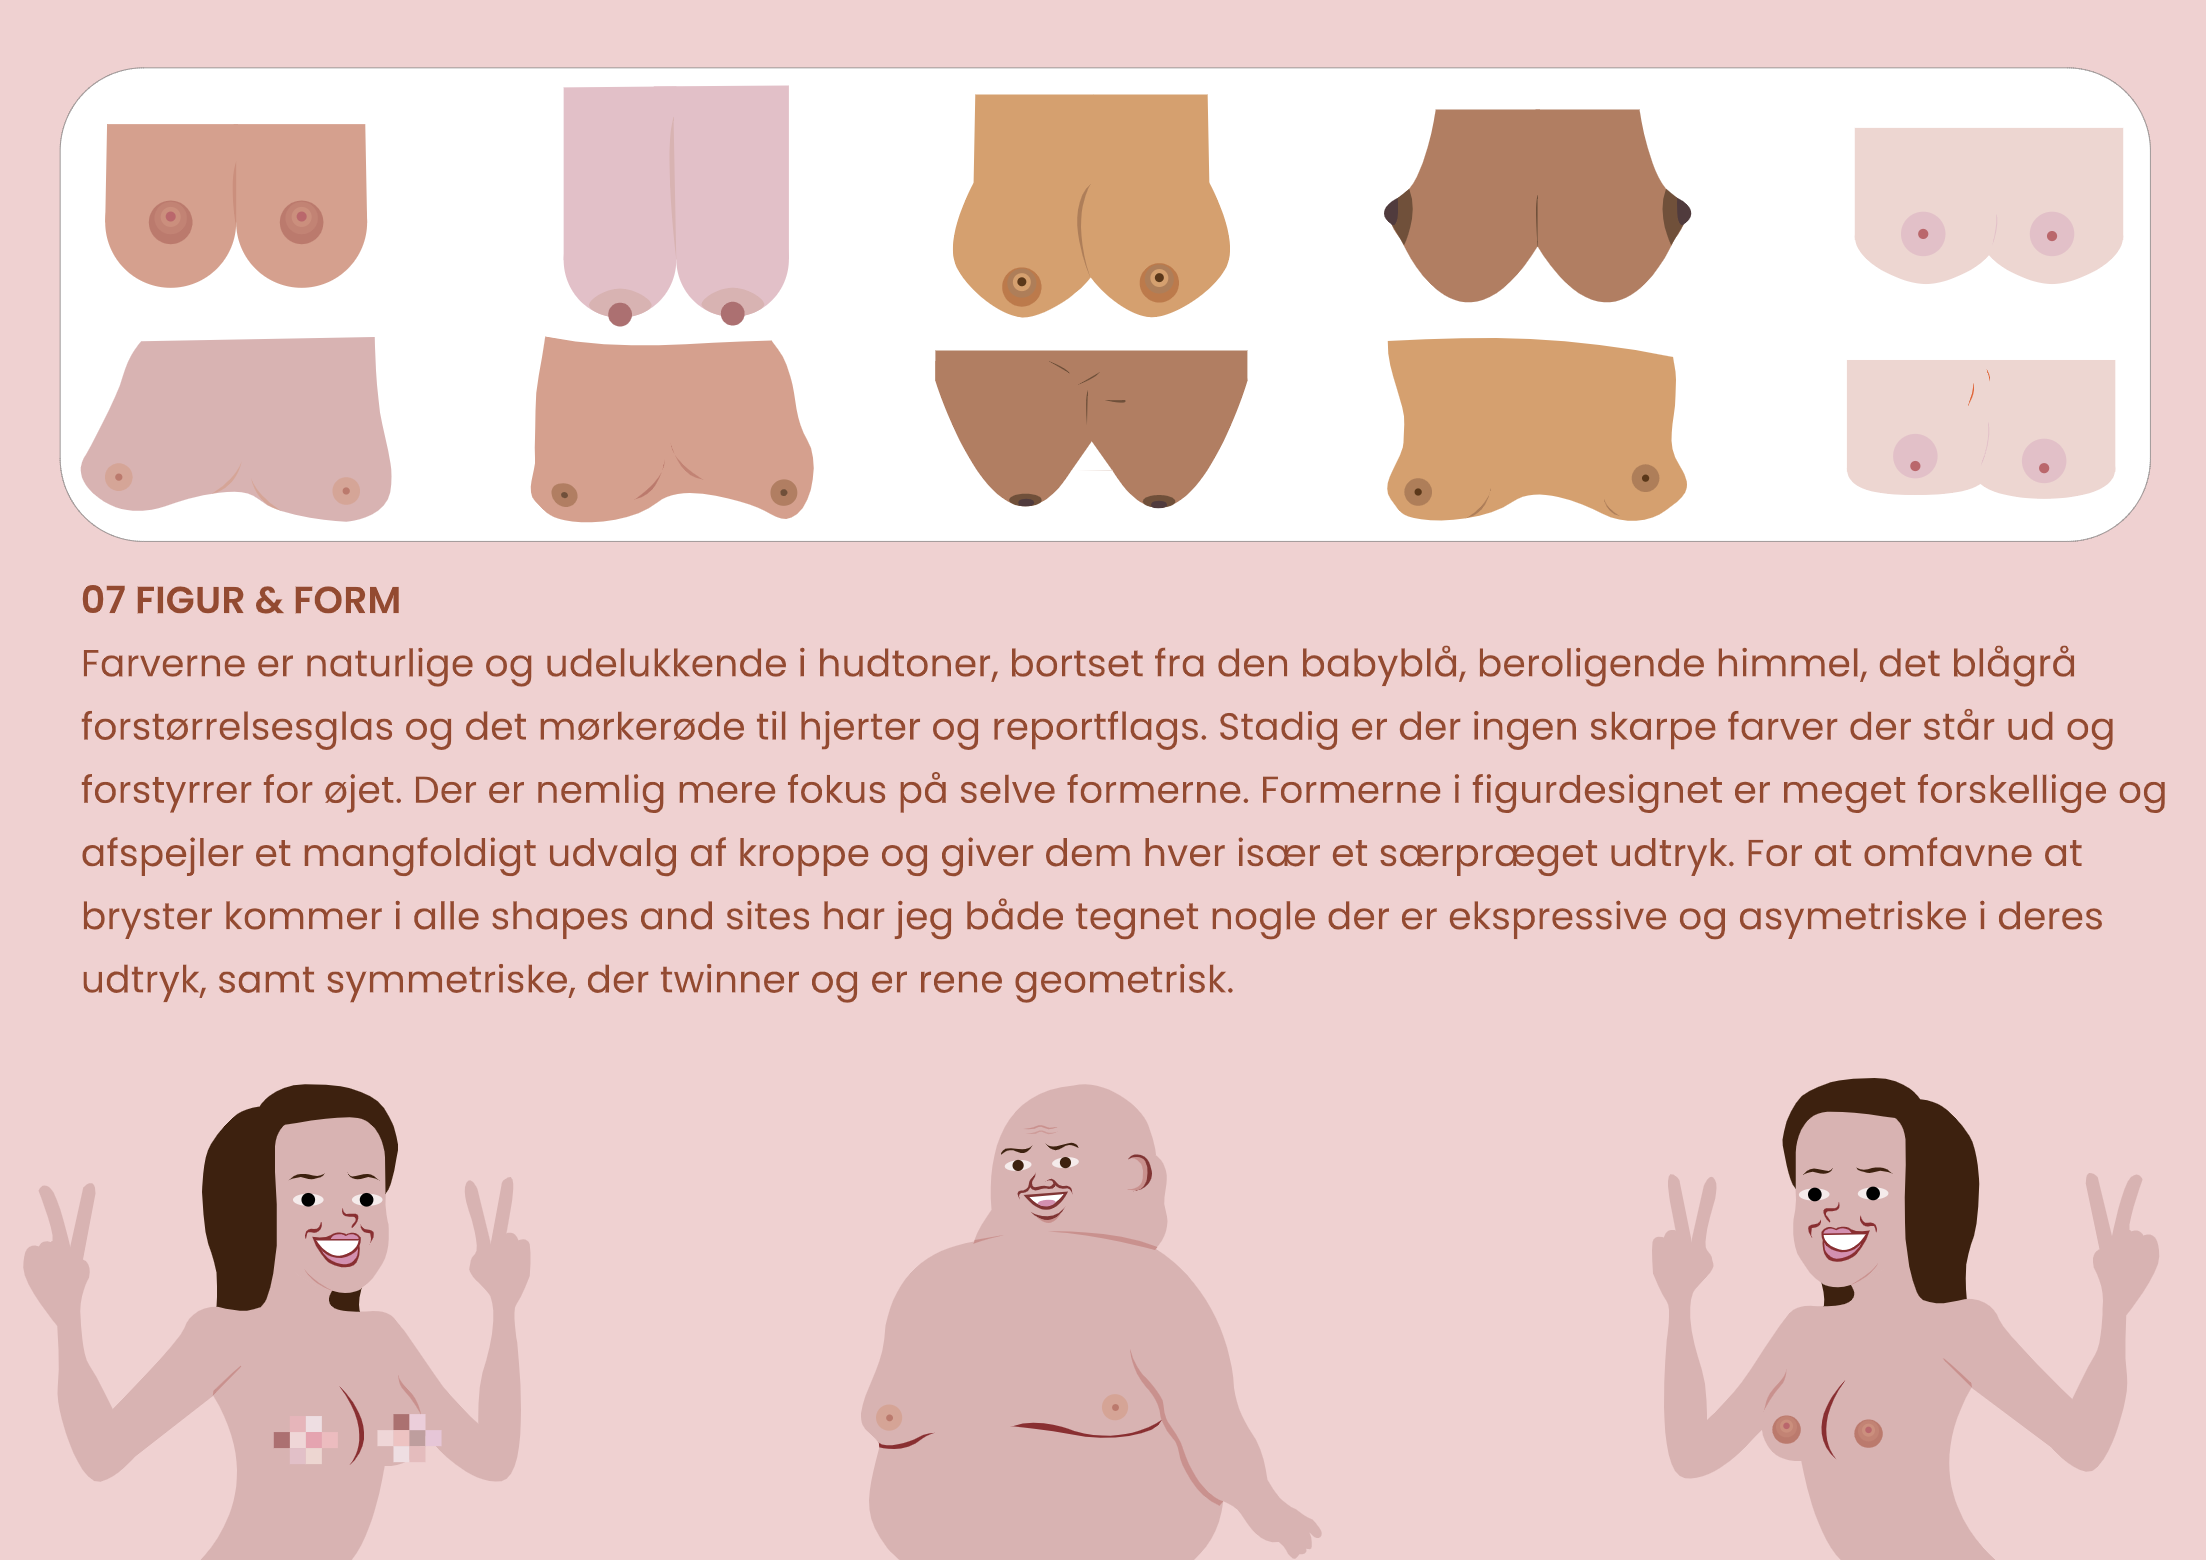 07 FIGUR & FORM
Farverne er naturlige og udelukkende i hudtoner, bortset fra den babyblå, beroligende himmel, det blågrå
forstørrelsesglas og det mørkerøde til hjerter og reportflags. Stadig er der ingen skarpe farver der står ud og
forstyrrer for øjet. Der er nemlig mere fokus på selve formerne. Formerne i figurdesignet er meget forskellige og
afspejler et mangfoldigt udvalg af kroppe og giver dem hver især et særpræget udtryk. For at omfavne at
bryster kommer i alle shapes and sites har jeg både tegnet nogle der er ekspressive og asymetriske i deres
udtryk, samt symmetriske, der twinner og er rene geometrisk.